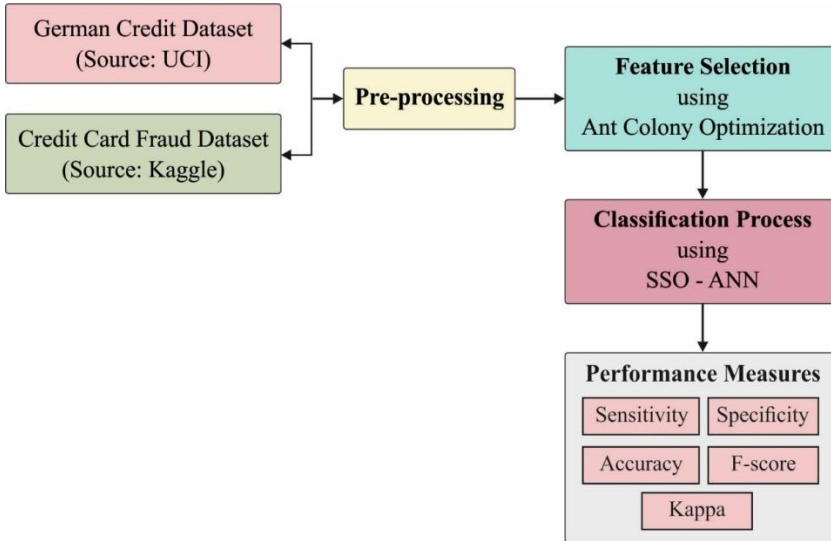 German Credit Dataset
(Source: UCI)
Credit Card Fraud Dataset
(Source: Kaggle)
Pre-processing
Feature Selection
using
Ant Colony Optimization
Classification Process
using
SSO - ANN
Performance Measures
Sensitivity
Specificity
Accuracy
F-score
Kappa